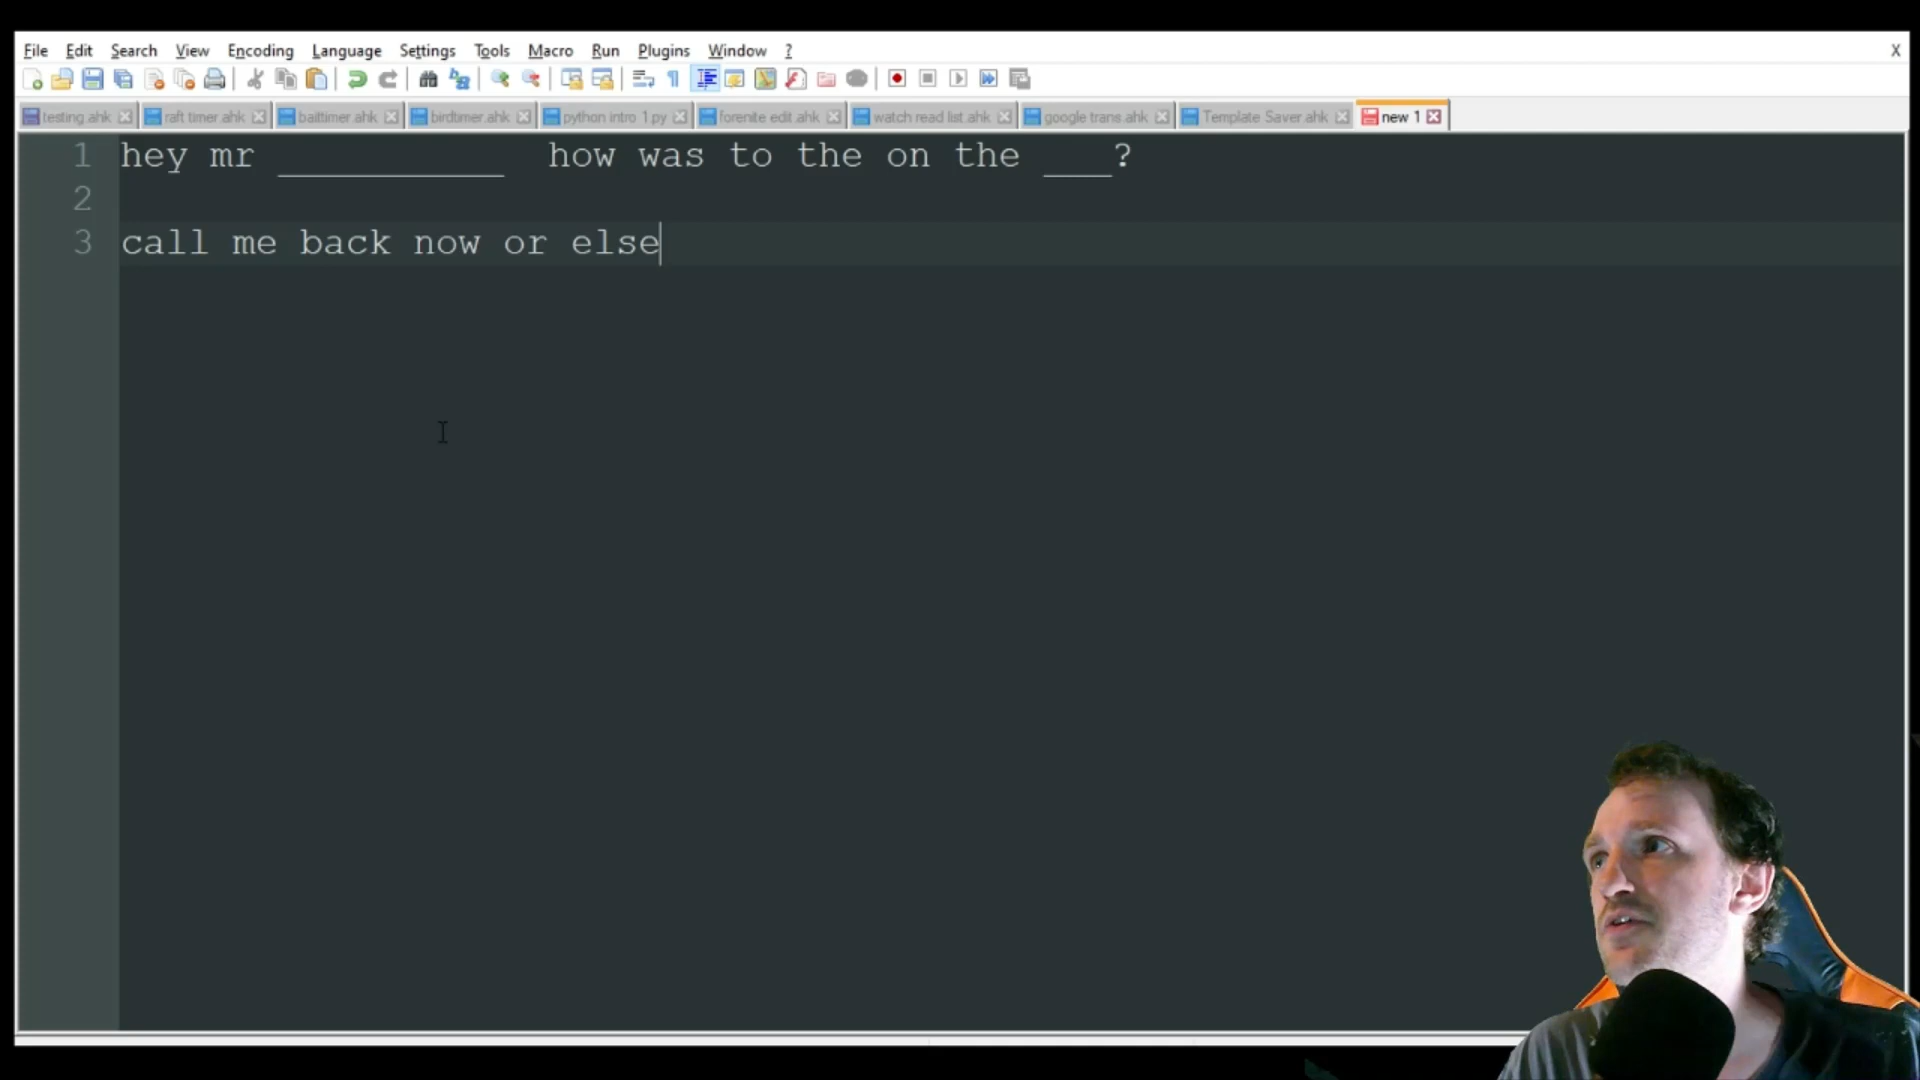 File Edit Search View Encoding Language Settings Tools Macro Run Plugins Window ? X
testing.ahk raft timer.ahk baittimer.ahk birdtimer.ahk python intro 1.py forenite edit.ahk watch read list.ahk google trans.ahk Template Saver.ahk new 1
1 hey mr __________ how was to the on the ___?
2
3 call me back now or else